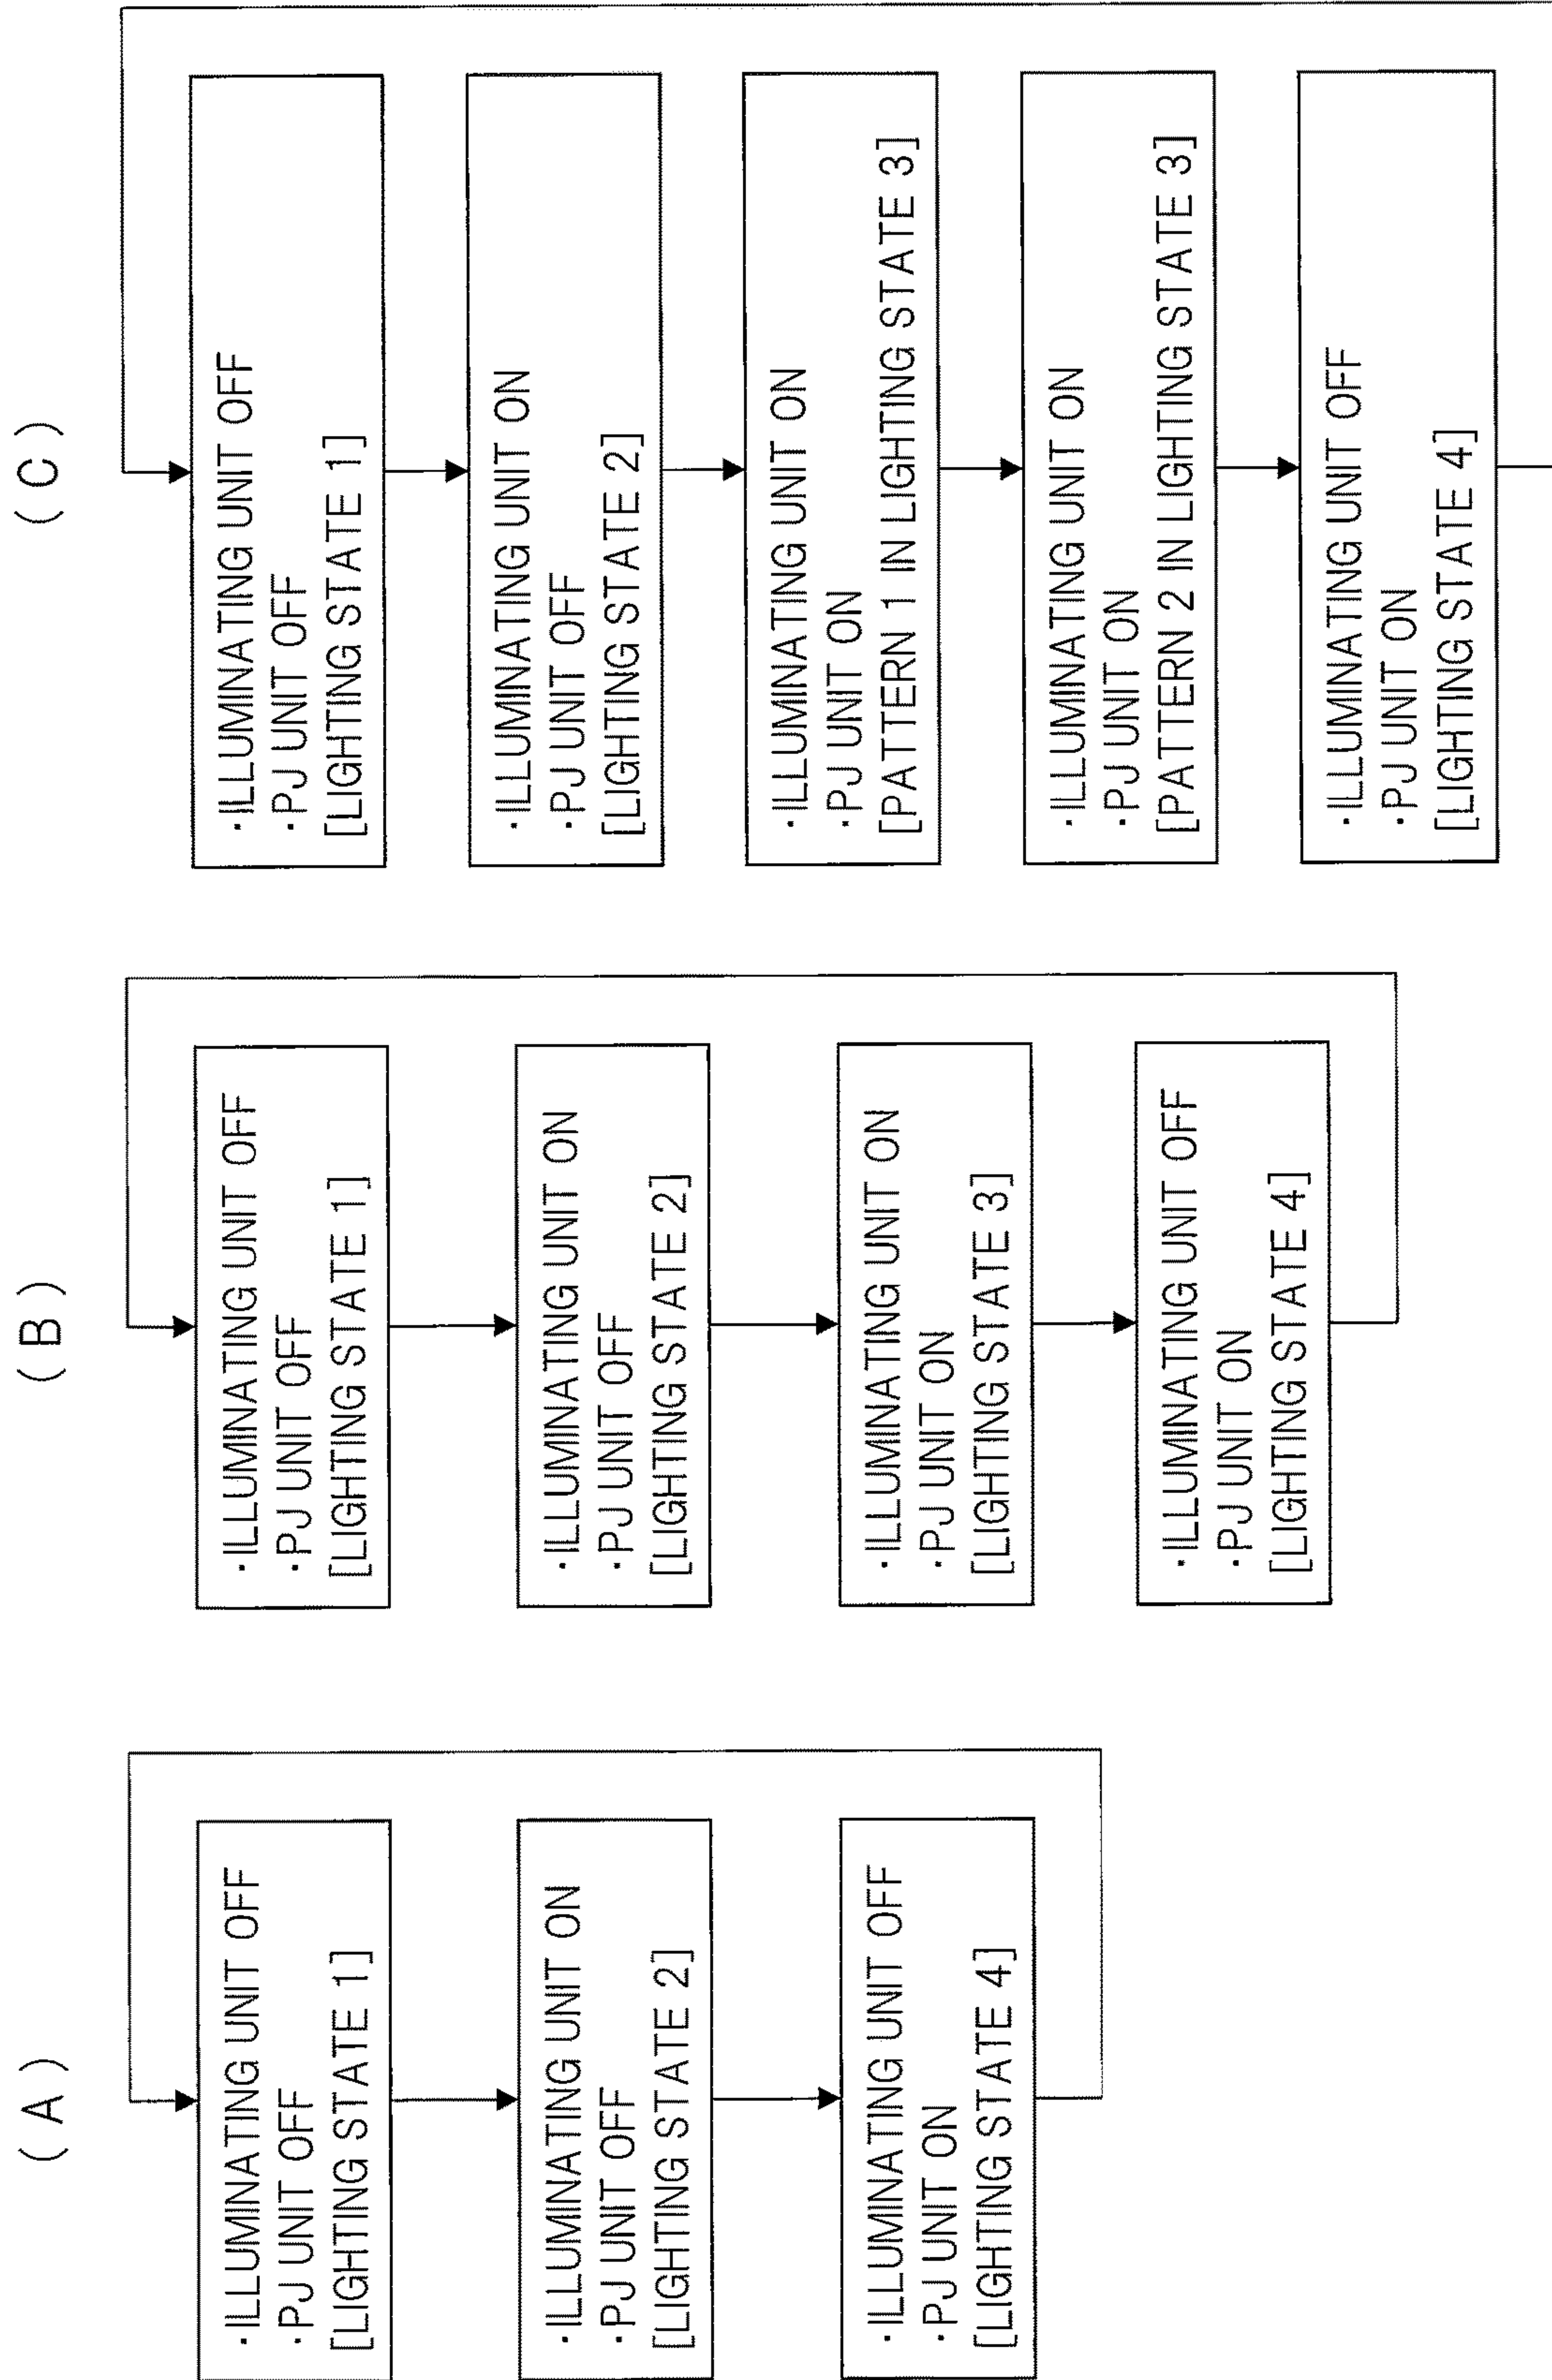 (A)
·ILLUMINATING UNIT OFF
·PJ UNIT OFF
[LIGHTING STATE 1]
·ILLUMINATING UNIT ON
·PJ UNIT OFF
[LIGHTING STATE 2]
·ILLUMINATING UNIT OFF
·PJ UNIT ON
[LIGHTING STATE 4]
(B)
·ILLUMINATING UNIT OFF
·PJ UNIT OFF
[LIGHTING STATE 1]
·ILLUMINATING UNIT ON
·PJ UNIT OFF
[LIGHTING STATE 2]
·ILLUMINATING UNIT ON
·PJ UNIT ON
[LIGHTING STATE 3]
·ILLUMINATING UNIT OFF
·PJ UNIT ON
[LIGHTING STATE 4]
(C)
·ILLUMINATING UNIT OFF
·PJ UNIT OFF
[LIGHTING STATE 1]
·ILLUMINATING UNIT ON
·PJ UNIT OFF
[LIGHTING STATE 2]
·ILLUMINATING UNIT ON
·PJ UNIT ON
[PATTERN 1 IN LIGHTING STATE 3]
·ILLUMINATING UNIT ON
·PJ UNIT ON
[PATTERN 2 IN LIGHTING STATE 3]
·ILLUMINATING UNIT OFF
·PJ UNIT ON
[LIGHTING STATE 4]